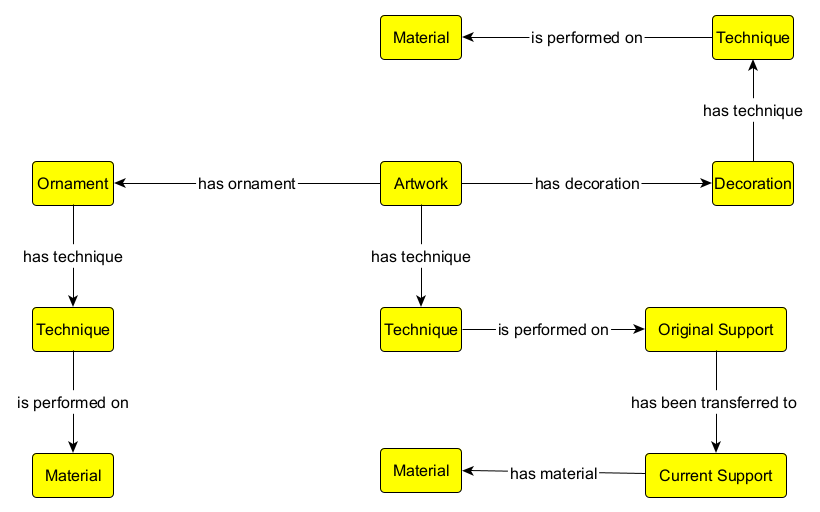 Material
is performed on
Technique
has technique
Ornament
has ornament
Artwork
has decoration
Decoration
has technique
has technique
Technique
Technique
is performed on
Original Support
is performed on
has been transferred to
Material
Material
has material
Current Support